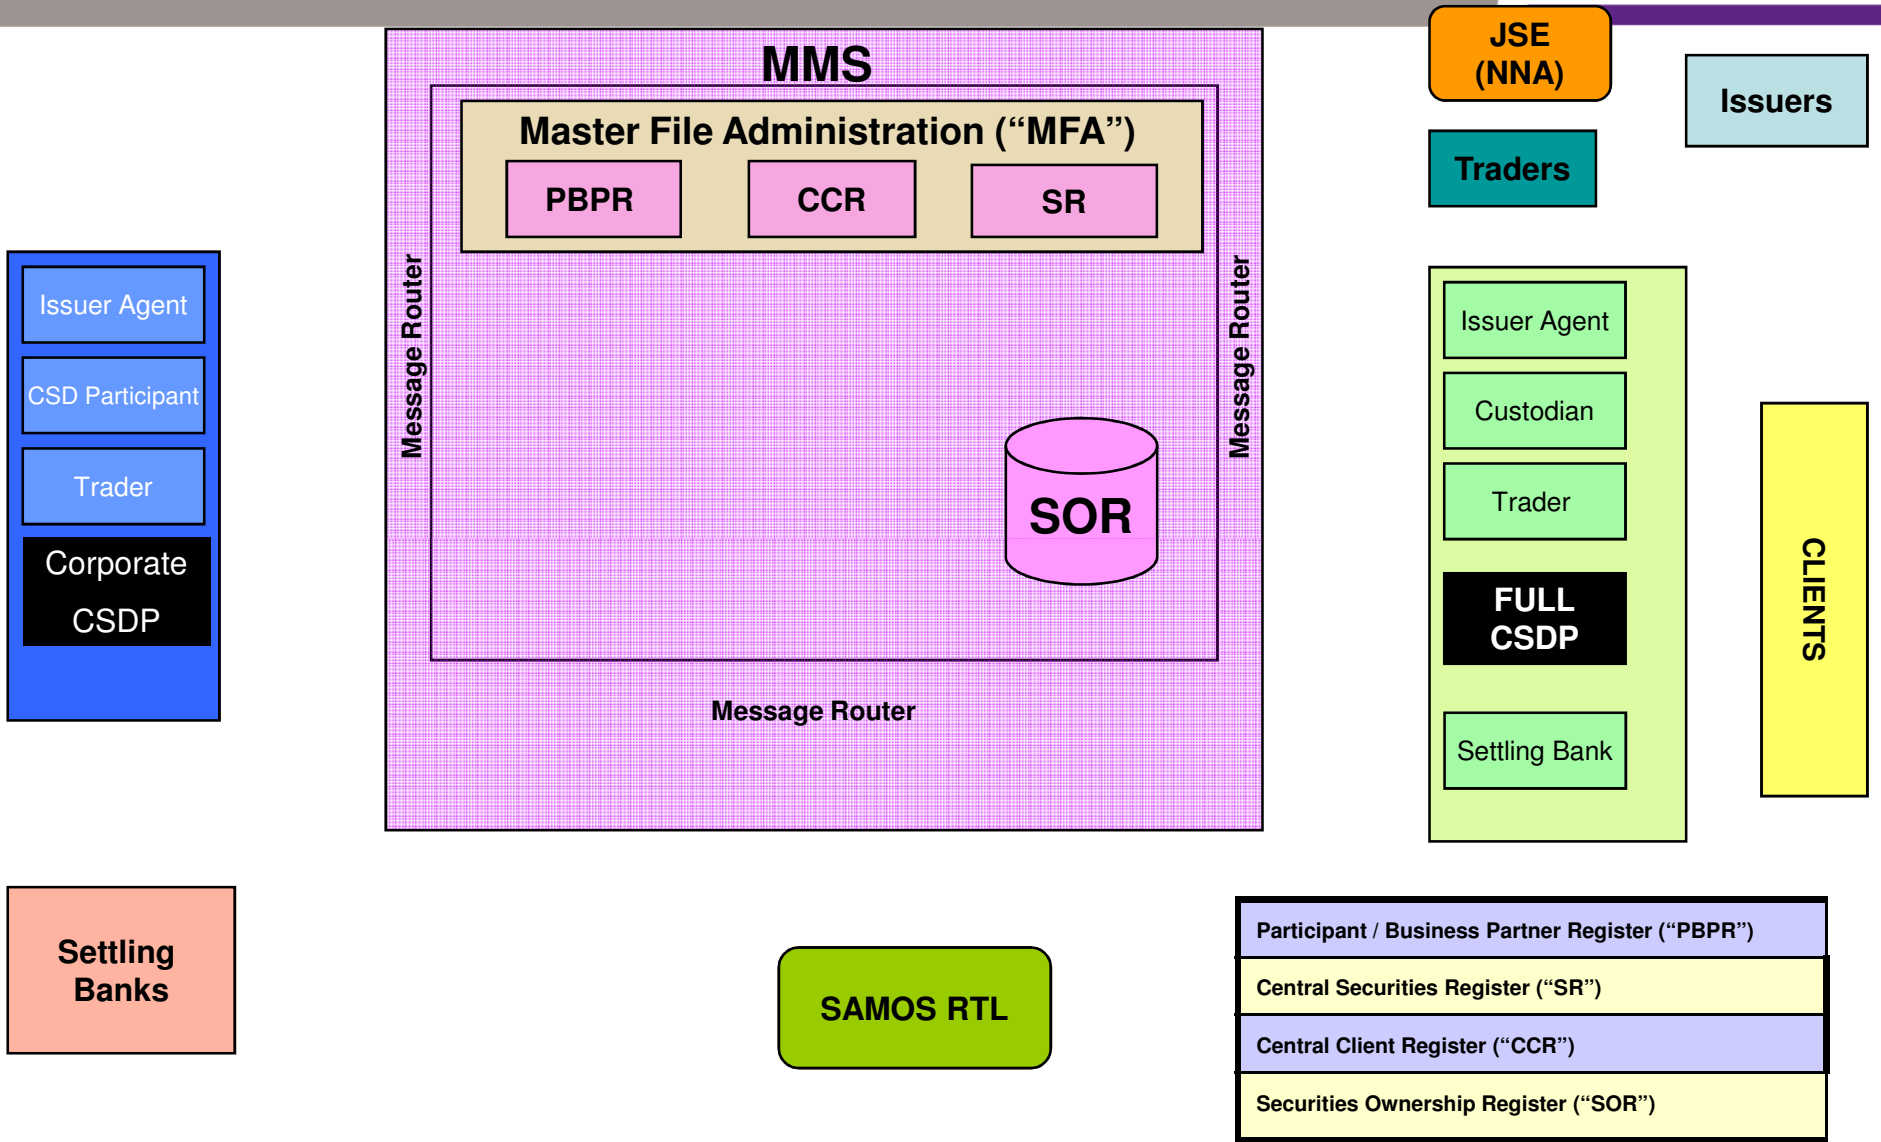 MMS
Master File Administration (“MFA”)
PBPR
CCR
SR
Message Router
Message Router
SOR
Message Router
JSE
(NNA)
Issuers
Traders
Issuer Agent
CSD Participant
Trader
Corporate
CSDP
Issuer Agent
Custodian
Trader
FULL
CSDP
Settling Bank
CLIENTS
Settling
Banks
SAMOS RTL
Participant / Business Partner Register (“PBPR”)
Central Securities Register (“SR”)
Central Client Register (“CCR”)
Securities Ownership Register (“SOR”)